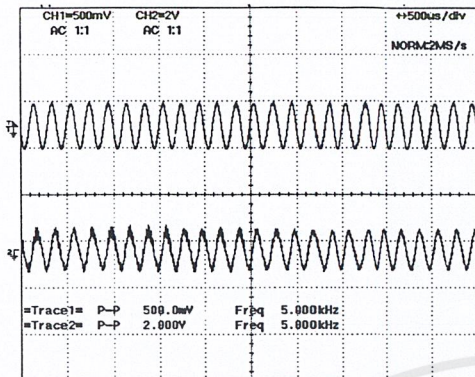 CH1=500mV CH2=2V ↔500us/div
AC 1:1 AC 1:1
NORM:2MS/s
=Trace1= P-P 500.0mV Freq 5.000kHz
=Trace2= P-P 2.000V Freq 5.000kHz